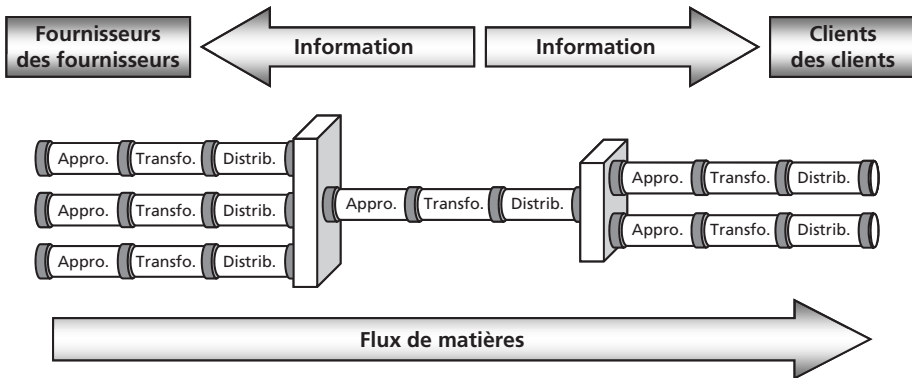 Fournisseurs
des fournisseurs
Information
Information
Clients
des clients
Appro. Transfo. Distrib.
Appro. Transfo. Distrib.
Appro. Transfo. Distrib.
Appro. Transfo. Distrib.
Appro. Transfo. Distrib.
Appro. Transfo. Distrib.
Flux de matières